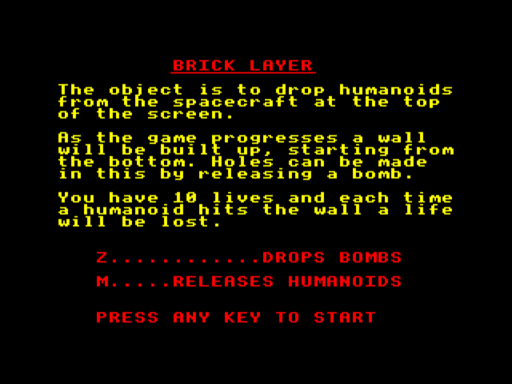 BRICK LAYER
The object is to drop humanoids
from the spacecraft at the top
of the screen.
As the game progresses a wall
will be built up, starting from
the bottom. Holes can be made
in this by releasing a bomb.
You have 10 lives and each time
a humanoid hits the wall a life
will be lost.
Z............DROPS BOMBS
M.....RELEASES HUMANOIDS
PRESS ANY KEY TO START